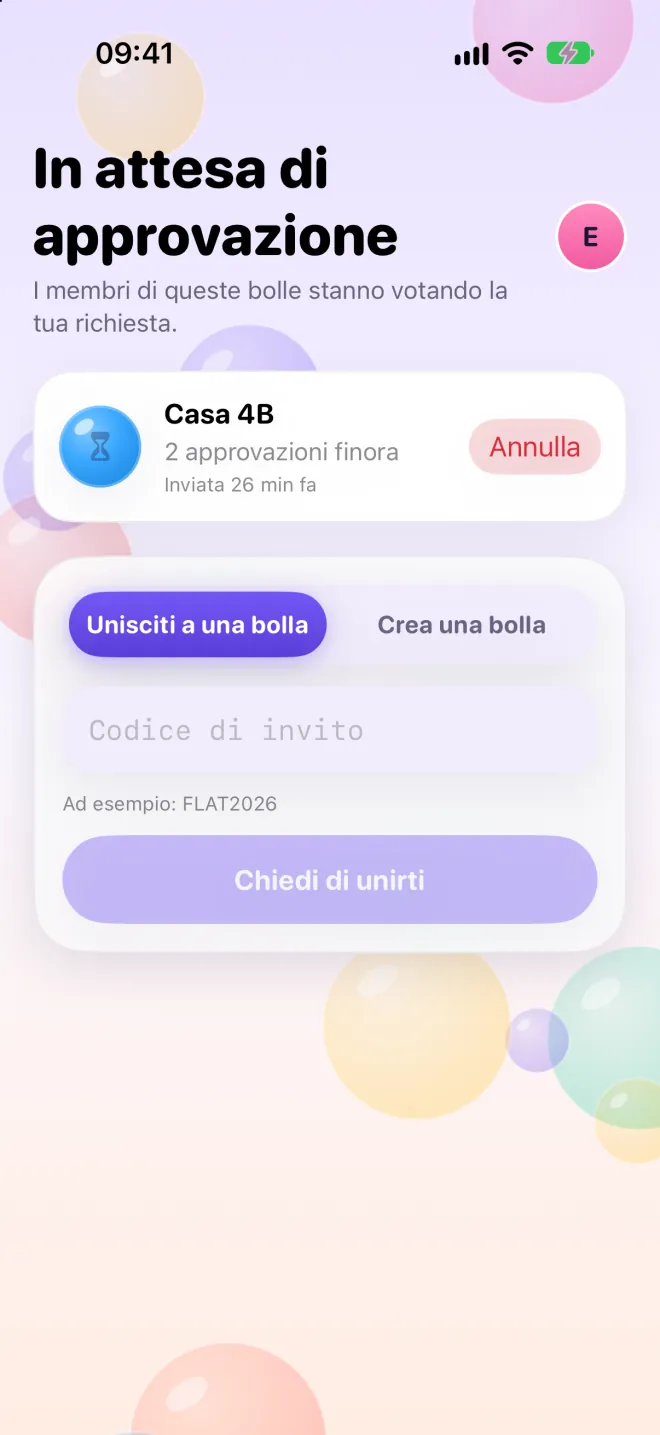 09:41
In attesa di
approvazione
E
I membri di queste bolle stanno votando la
tua richiesta.
Casa 4B
2 approvazioni finora
Inviata 26 min fa
Annulla
Unisciti a una bolla
Crea una bolla
Codice di invito
Ad esempio: FLAT2026
Chiedi di unirti